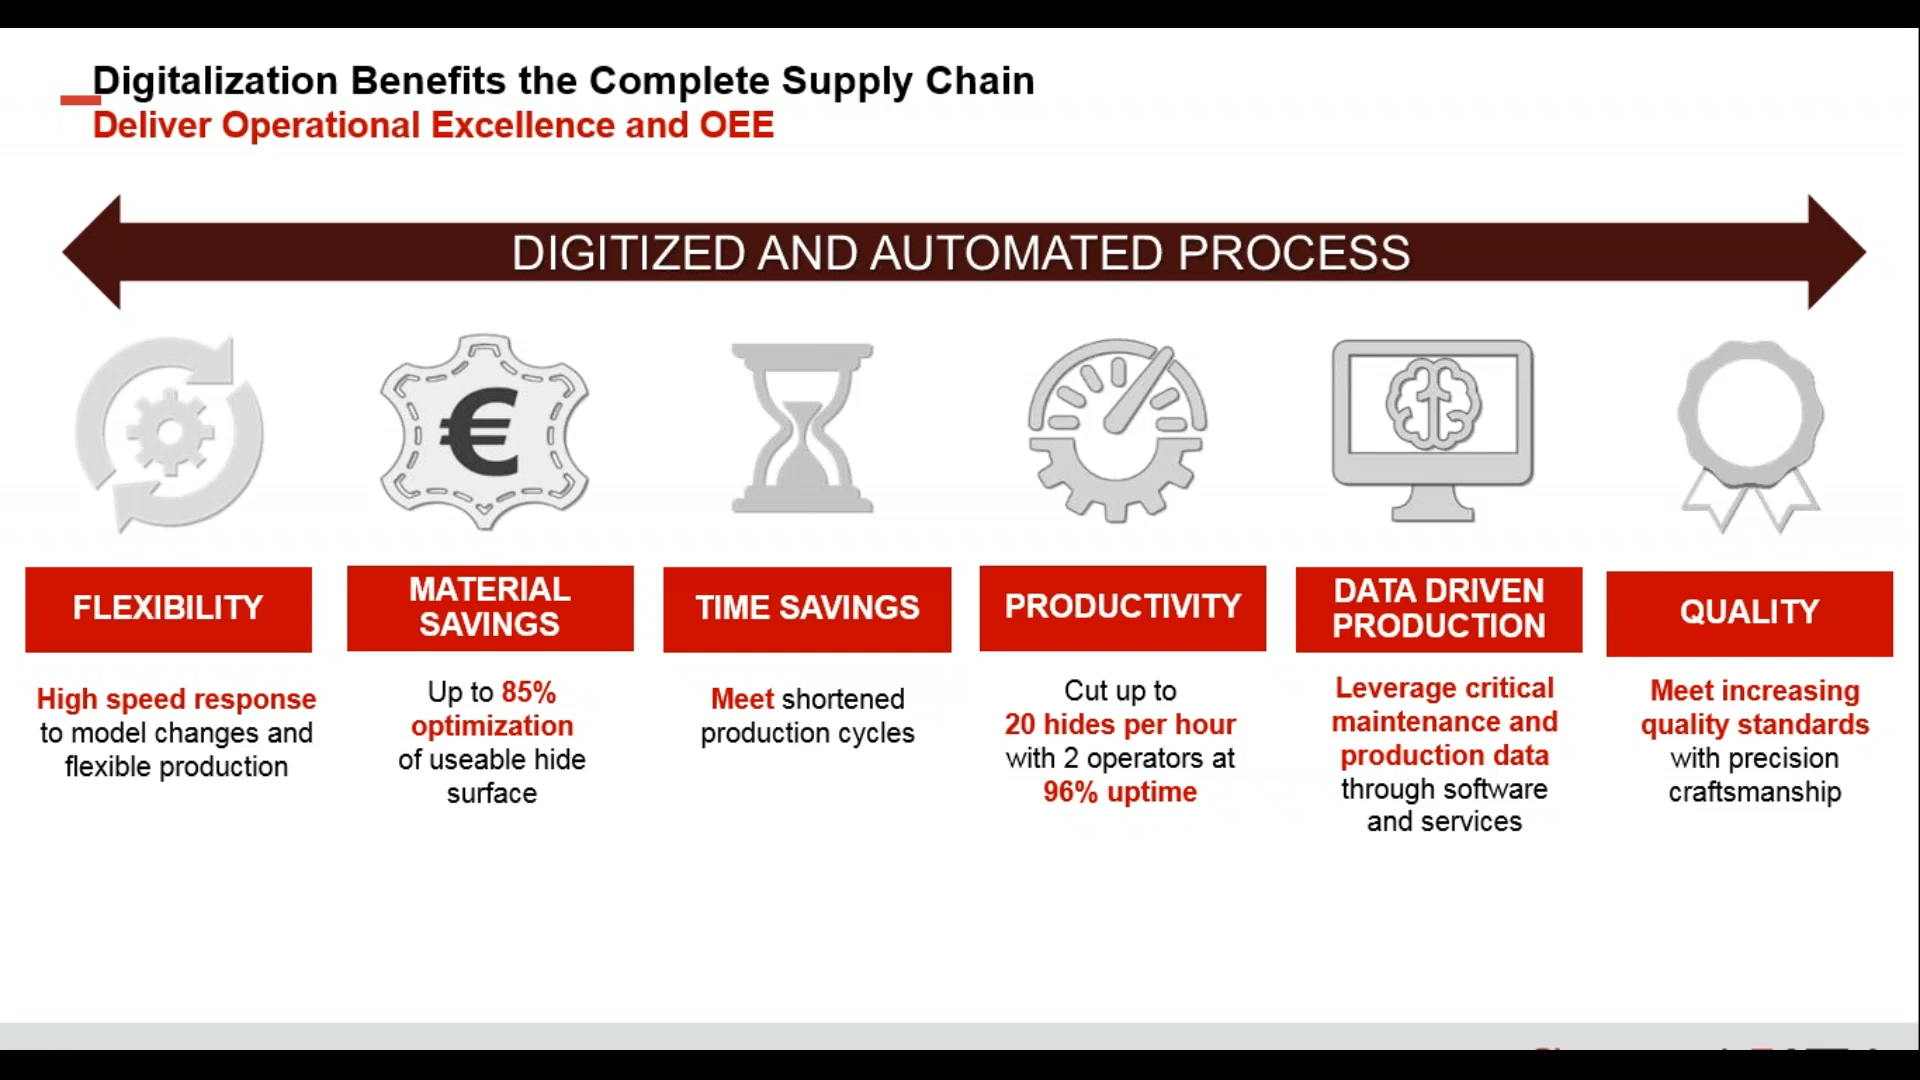 Digitalization Benefits the Complete Supply Chain
Deliver Operational Excellence and OEE
DIGITIZED AND AUTOMATED PROCESS
€
FLEXIBILITY
High speed response
to model changes and
flexible production
MATERIAL
SAVINGS
Up to 85%
optimization
of useable hide
surface
TIME SAVINGS
Meet shortened
production cycles
PRODUCTIVITY
Cut up to
20 hides per hour
with 2 operators at
96% uptime
DATA DRIVEN
PRODUCTION
Leverage critical
maintenance and
production data
through software
and services
QUALITY
Meet increasing
quality standards
with precision
craftsmanship